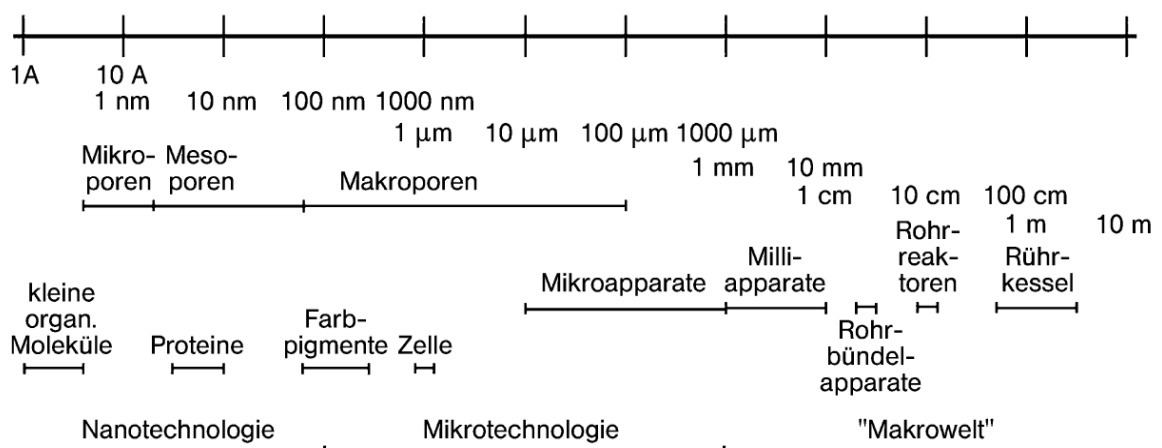 1A 10 A
1 nm 10 nm 100 nm 1000 nm
1 μm 10 μm 100 μm 1000 μm
1 mm 10 mm
1 cm 10 cm 100 cm
1 m 10 m
Mikro-
poren
Meso-
poren
Makroporen
Mikroapparate
Milli-
apparate
Rohr-
reak-
toren
Rühr-
kessel
Rohr-
bündel-
apparate
kleine
organ.
Moleküle
Proteine
Farb-
pigmente
Zelle
Nanotechnologie Mikrotechnologie "Makrowelt"